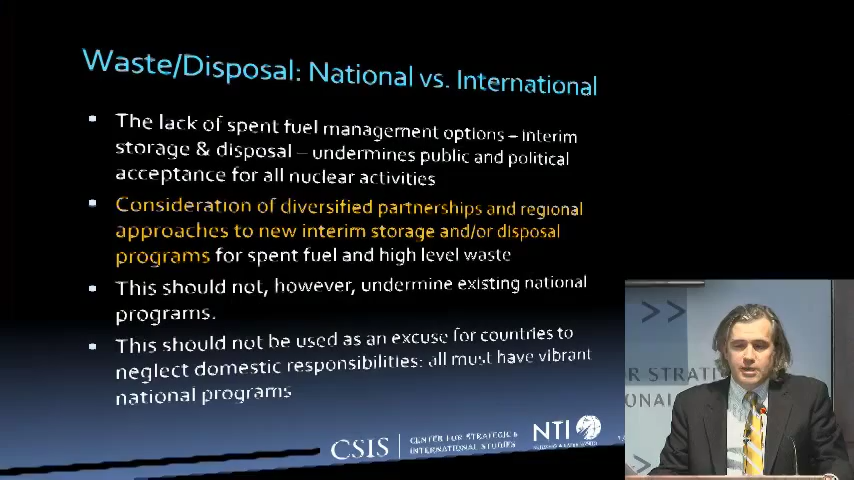 Waste/Disposal: National vs. International
• The lack of spent fuel management options – interim
storage & disposal – undermines public and political
acceptance for all nuclear activities
• Consideration of diversified partnerships and regional
approaches to new interim storage and/or disposal
programs for spent fuel and high level waste
• This should not, however, undermine existing national
programs.
• This should not be used as an excuse for countries to
neglect domestic responsibilities: all must have vibrant
national programs
CSIS
CENTER FOR STRATEGIC &
INTERNATIONAL STUDIES
NTI
>>
R STRATE
ONAL